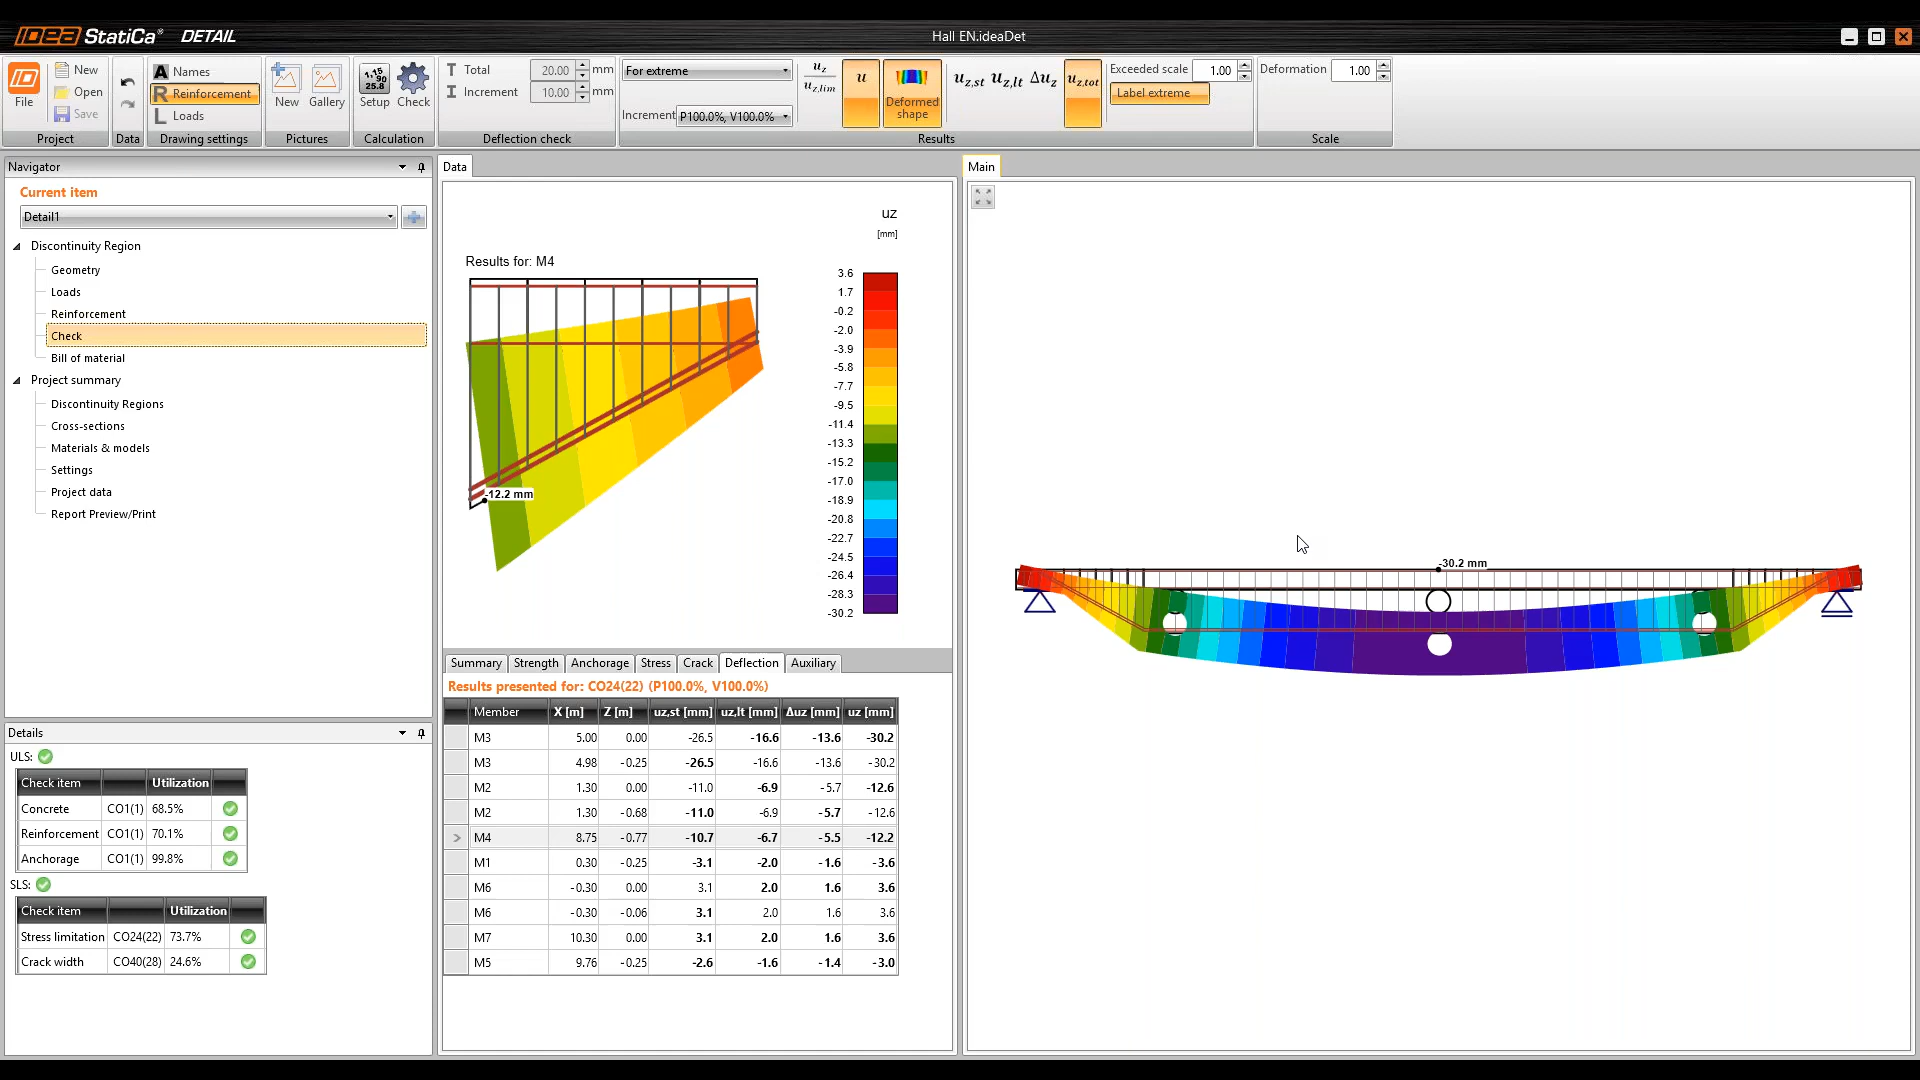 IDEA StatiCa® DETAIL
Hall EN.ideaDet
File
New
Open
Save
Project
Data
A Names
R Reinforcement
L Loads
Drawing settings
New
Gallery
Pictures
Setup
Check
Calculation
Total 20.00 mm
Increment 10.00 mm
Deflection check
For extreme
Increment P100.0%, V100.0%
uz
uz,lim
u
Deformed shape
uz,st uz,lt Δuz uz,tot
Exceeded scale 1.00
Label extreme
Results
Deformation 1.00
Scale
Navigator
Current item
Detail1
Discontinuity Region
Geometry
Loads
Reinforcement
Check
Bill of material
Project summary
Discontinuity Regions
Cross-sections
Materials & models
Settings
Project data
Report Preview/Print
Details
ULS:
Check item Utilization
Concrete CO1(1) 68.5%
Reinforcement CO1(1) 70.1%
Anchorage CO1(1) 99.8%
SLS:
Check item Utilization
Stress limitation CO24(22) 73.7%
Crack width CO40(28) 24.6%
Data
uz
[mm]
Results for: M4
3.6
1.7
-0.2
-2.0
-3.9
-5.8
-7.7
-9.5
-11.4
-13.3
-15.2
-17.0
-18.9
-20.8
-22.7
-24.5
-26.4
-28.3
-30.2
-12.2 mm
Summary Strength Anchorage Stress Crack Deflection Auxiliary
Results presented for: CO24(22) (P100.0%, V100.0%)
Member X [m] Z [m] uz,st [mm] uz,lt [mm] Δuz [mm] uz [mm]
M3 5.00 0.00 -26.5 -16.6 -13.6 -30.2
M3 4.98 -0.25 -26.5 -16.6 -13.6 -30.2
M2 1.30 0.00 -11.0 -6.9 -5.7 -12.6
M2 1.30 -0.68 -11.0 -6.9 -5.7 -12.6
> M4 8.75 -0.77 -10.7 -6.7 -5.5 -12.2
M1 0.30 -0.25 -3.1 -2.0 -1.6 -3.6
M6 -0.30 0.00 3.1 2.0 1.6 3.6
M6 -0.30 -0.06 3.1 2.0 1.6 3.6
M7 10.30 0.00 3.1 2.0 1.6 3.6
M5 9.76 -0.25 -2.6 -1.6 -1.4 -3.0
Main
-30.2 mm